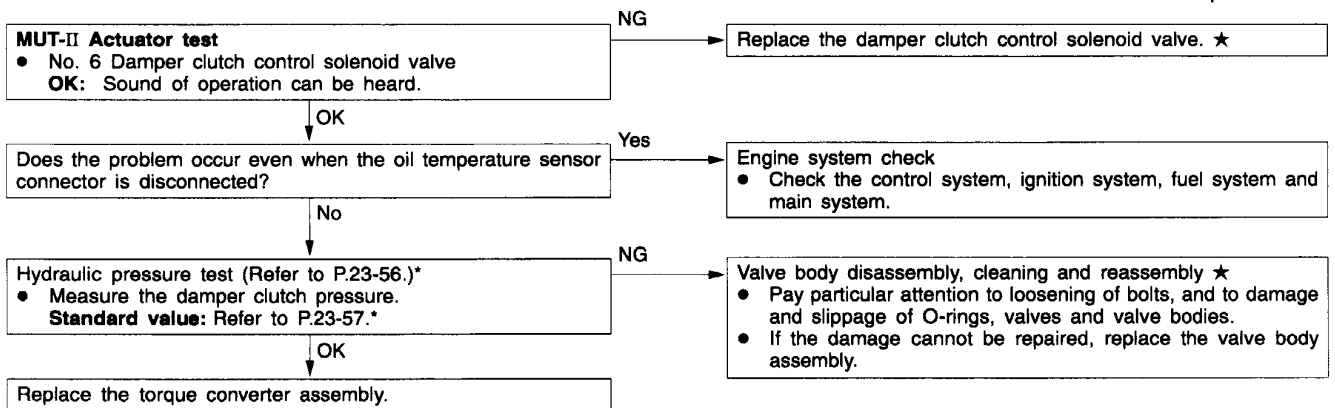 NG
MUT-II Actuator test
● No. 6 Damper clutch control solenoid valve
OK: Sound of operation can be heard.
Replace the damper clutch control solenoid valve. ★
OK
Yes
Does the problem occur even when the oil temperature sensor
connector is disconnected?
Engine system check
● Check the control system, ignition system, fuel system and
main system.
No
NG
Hydraulic pressure test (Refer to P.23-56.)*
● Measure the damper clutch pressure.
Standard value: Refer to P.23-57.*
Valve body disassembly, cleaning and reassembly ★
● Pay particular attention to loosening of bolts, and to damage
and slippage of O-rings, valves and valve bodies.
● If the damage cannot be repaired, replace the valve body
assembly.
OK
Replace the torque converter assembly.